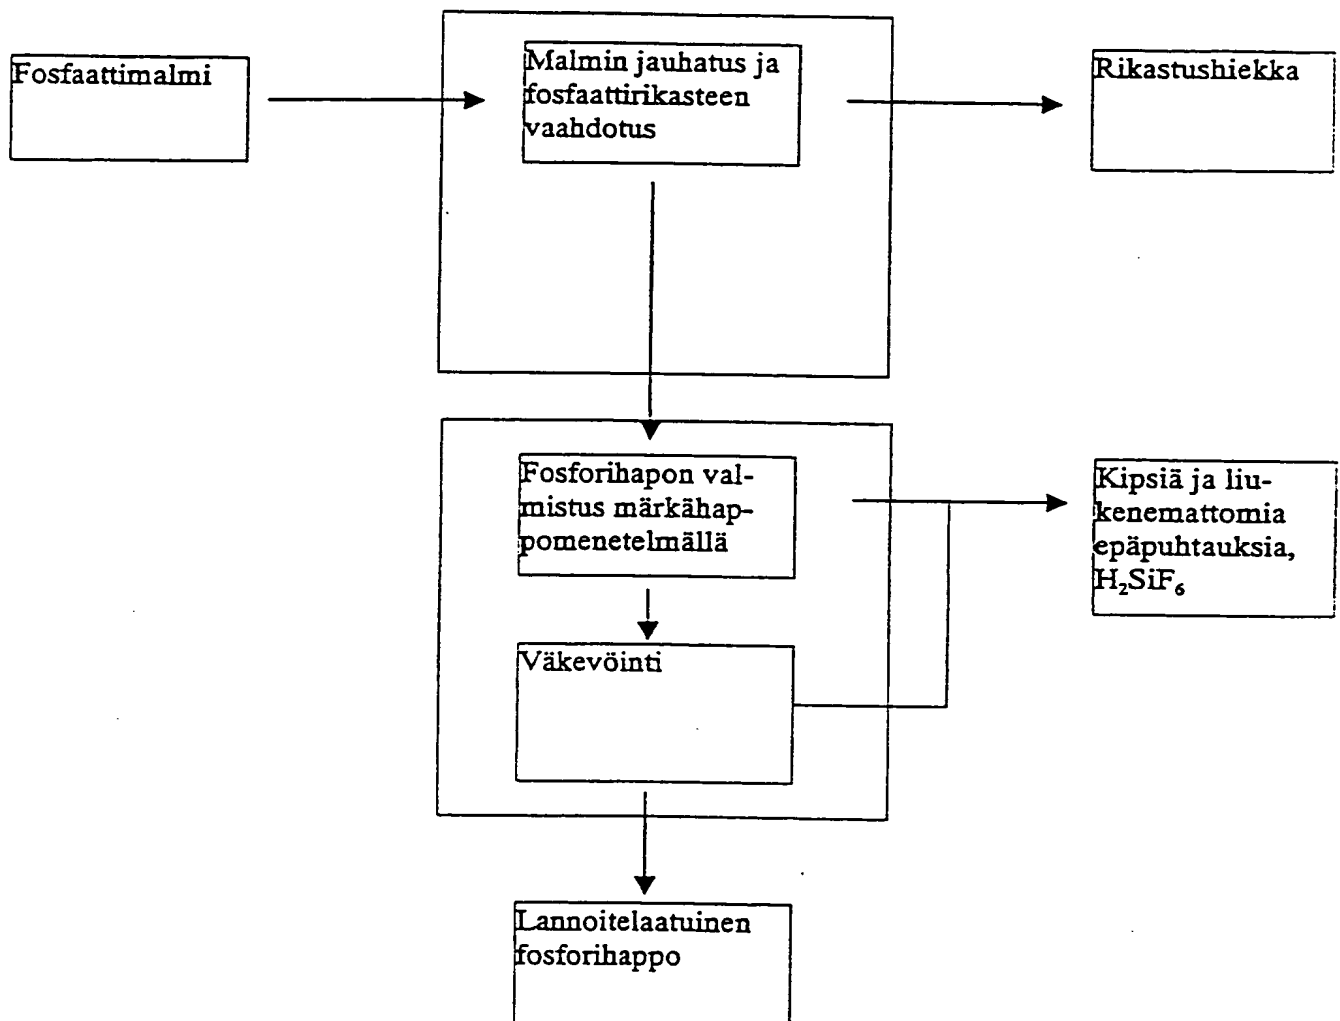 Fosfaattimalmi
Malmin jauhatus ja
fosfaattirikasteen
vaahdotus
Rikastushiekka
Fosforihapon val-
mistus märkähap-
pomenetelmällä
Kipsiä ja liu-
kenemattomia
epäpuhtauksia,
H₂SiF₆
Väkevöinti
Lannoitelaatuinen
fosforihappo